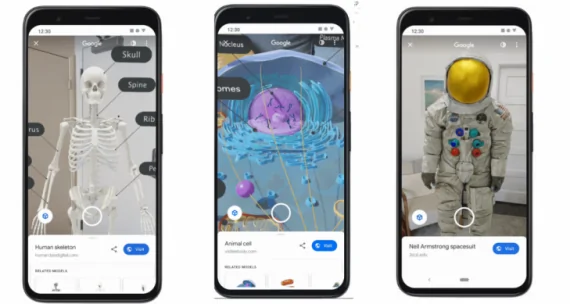 12:30
Google
Skull
Spine
Rib
rus
Pe
Human skeleton
Visit
RELATED MODELS
12:30
Plasma M
Nucleus
Google
omes
Animal cell
Visit
RELATED MODELS
12:30
Google
Neil Armstrong spacesuit
Visit